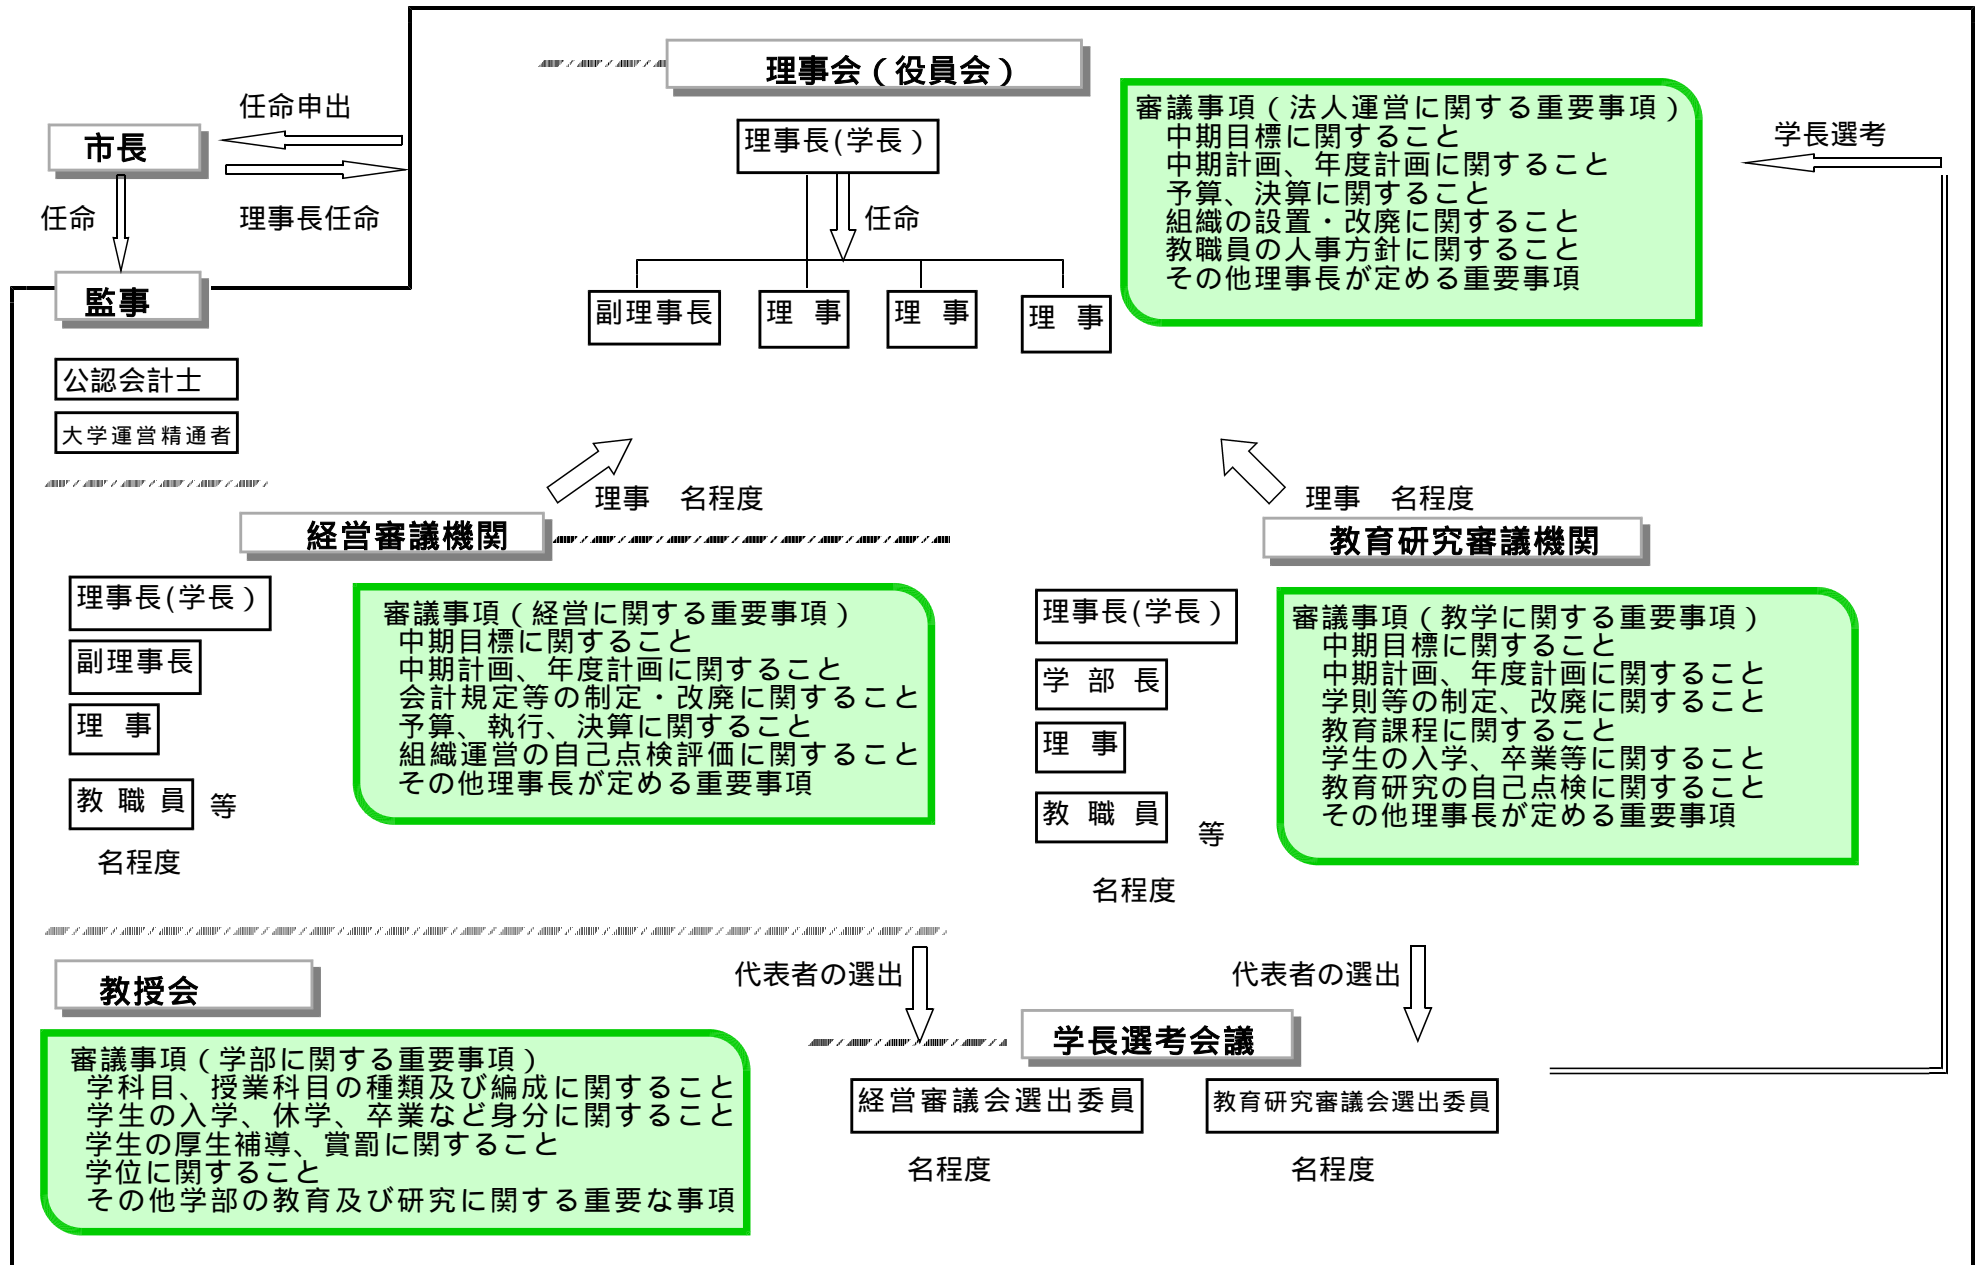 理事会（役員会）
任命申出
市長
理事長(学長）
任命
理事長任命
任命
監事
副理事長
理　事
理　事
理　事
審議事項（法人運営に関する重要事項）
中期目標に関すること
中期計画、年度計画に関すること
予算、決算に関すること
組織の設置・改廃に関すること
教職員の人事方針に関すること
その他理事長が定める重要事項
学長選考
公認会計士
大学運営精通者
理事　名程度
理事　名程度
経営審議機関
理事長(学長）
副理事長
理　事
教　職　員　等
名程度
審議事項（経営に関する重要事項）
中期目標に関すること
中期計画、年度計画に関すること
会計規定等の制定・改廃に関すること
予算、執行、決算に関すること
組織運営の自己点検評価に関すること
その他理事長が定める重要事項
教育研究審議機関
理事長(学長）
学　部　長
理　事
教　職　員　等
名程度
審議事項（教学に関する重要事項）
中期目標に関すること
中期計画、年度計画に関すること
学則等の制定、改廃に関すること
教育課程に関すること
学生の入学、卒業等に関すること
教育研究の自己点検に関すること
その他理事長が定める重要事項
教授会
審議事項（学部に関する重要事項）
学科目、授業科目の種類及び編成に関すること
学生の入学、休学、卒業など身分に関すること
学生の厚生補導、賞罰に関すること
学位に関すること
その他学部の教育及び研究に関する重要な事項
代表者の選出
代表者の選出
学長選考会議
経営審議会選出委員
教育研究審議会選出委員
名程度
名程度